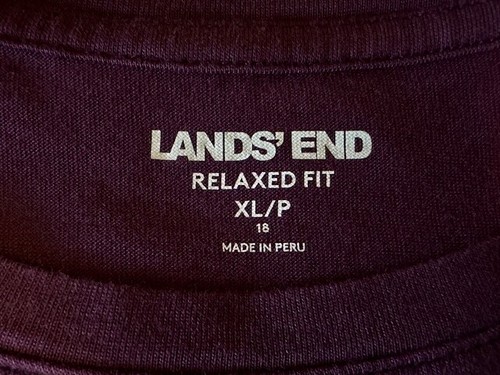 LANDS' END
RELAXED FIT
XL/P
18
MADE IN PERU